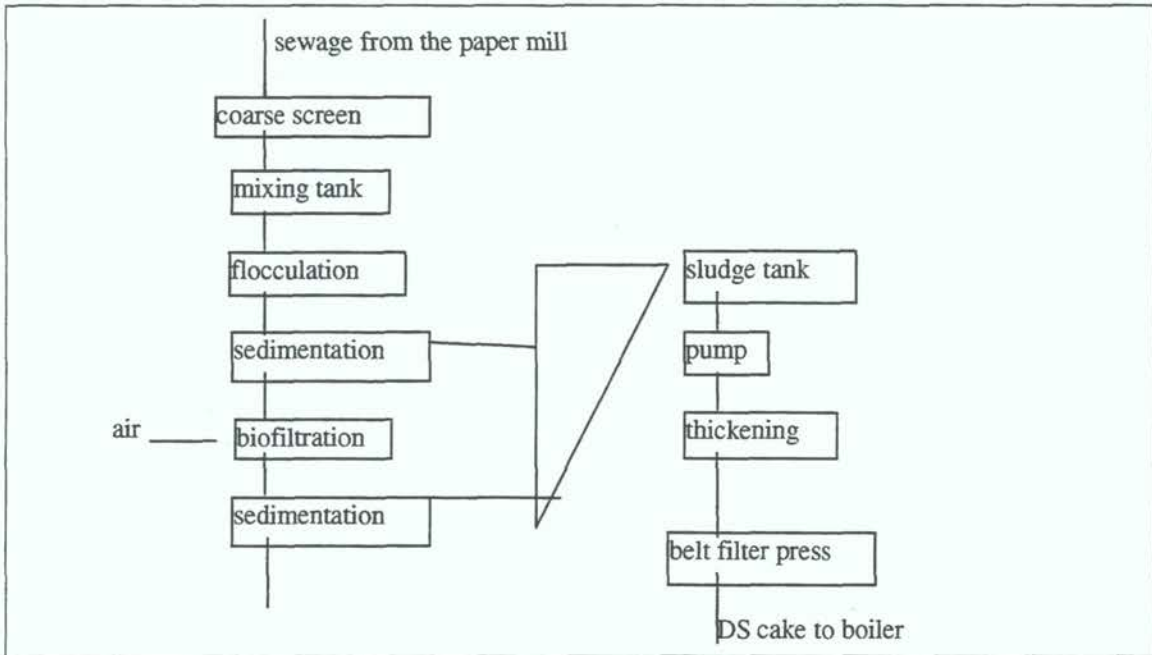 sewage from the paper mill
coarse screen
mixing tank
flocculation
sedimentation
air
biofiltration
sedimentation
sludge tank
pump
thickening
belt filter press
DS cake to boiler